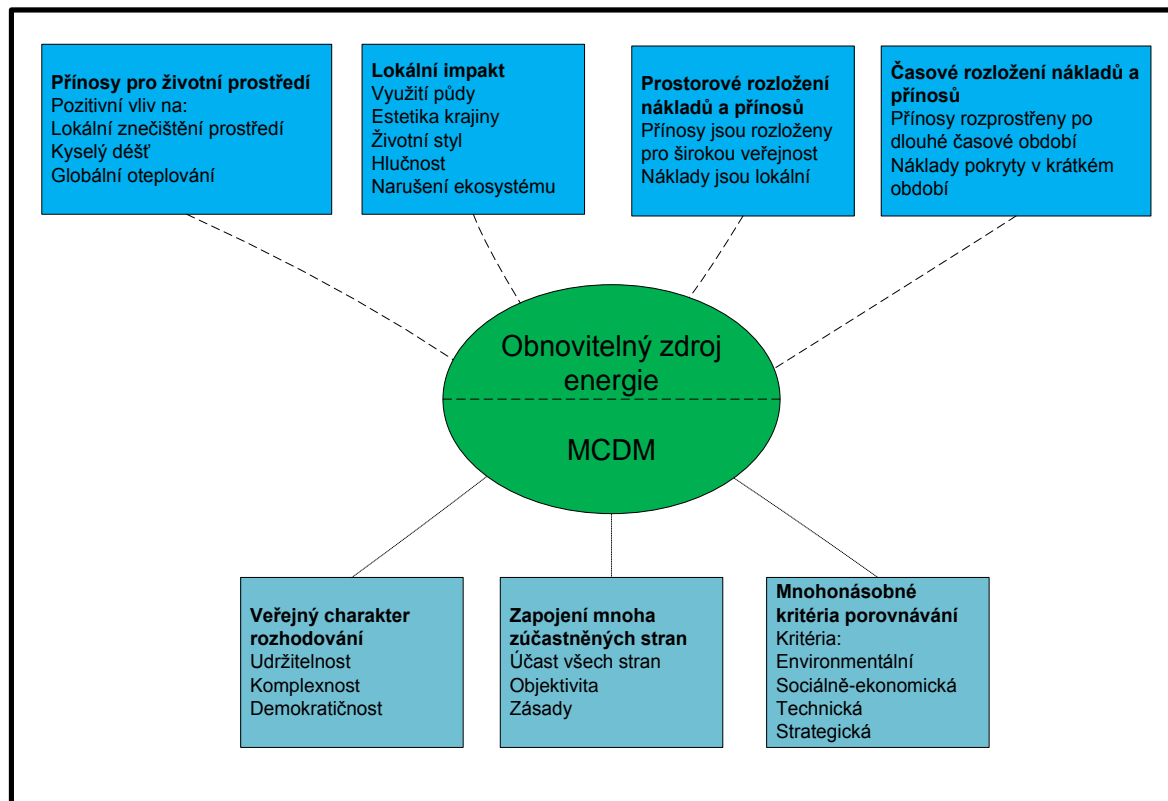 Přínosy pro životní prostředí
Pozitivní vliv na:
Lokální znečištění prostředí
Kyselý déšť
Globální oteplování
Lokální impakt
Využití půdy
Estetika krajiny
Životní styl
Hlučnost
Narušení ekosystému
Prostorové rozložení
nákladů a přínosů
Přínosy jsou rozloženy
pro širokou veřejnost
Náklady jsou lokální
Časové rozložení nákladů a
přínosů
Přínosy rozprostřeny po
dlouhé časové období
Náklady pokryty v krátkém
období
Obnovitelný zdroj
energie
MCDM
Veřejný charakter
rozhodování
Udržitelnost
Komplexnost
Demokratičnost
Zapojení mnoha
zúčastněných stran
Účast všech stran
Objektivita
Zásady
Mnohonásobné
kritéria porovnávání
Kritéria:
Environmentální
Sociálně-ekonomická
Technická
Strategická